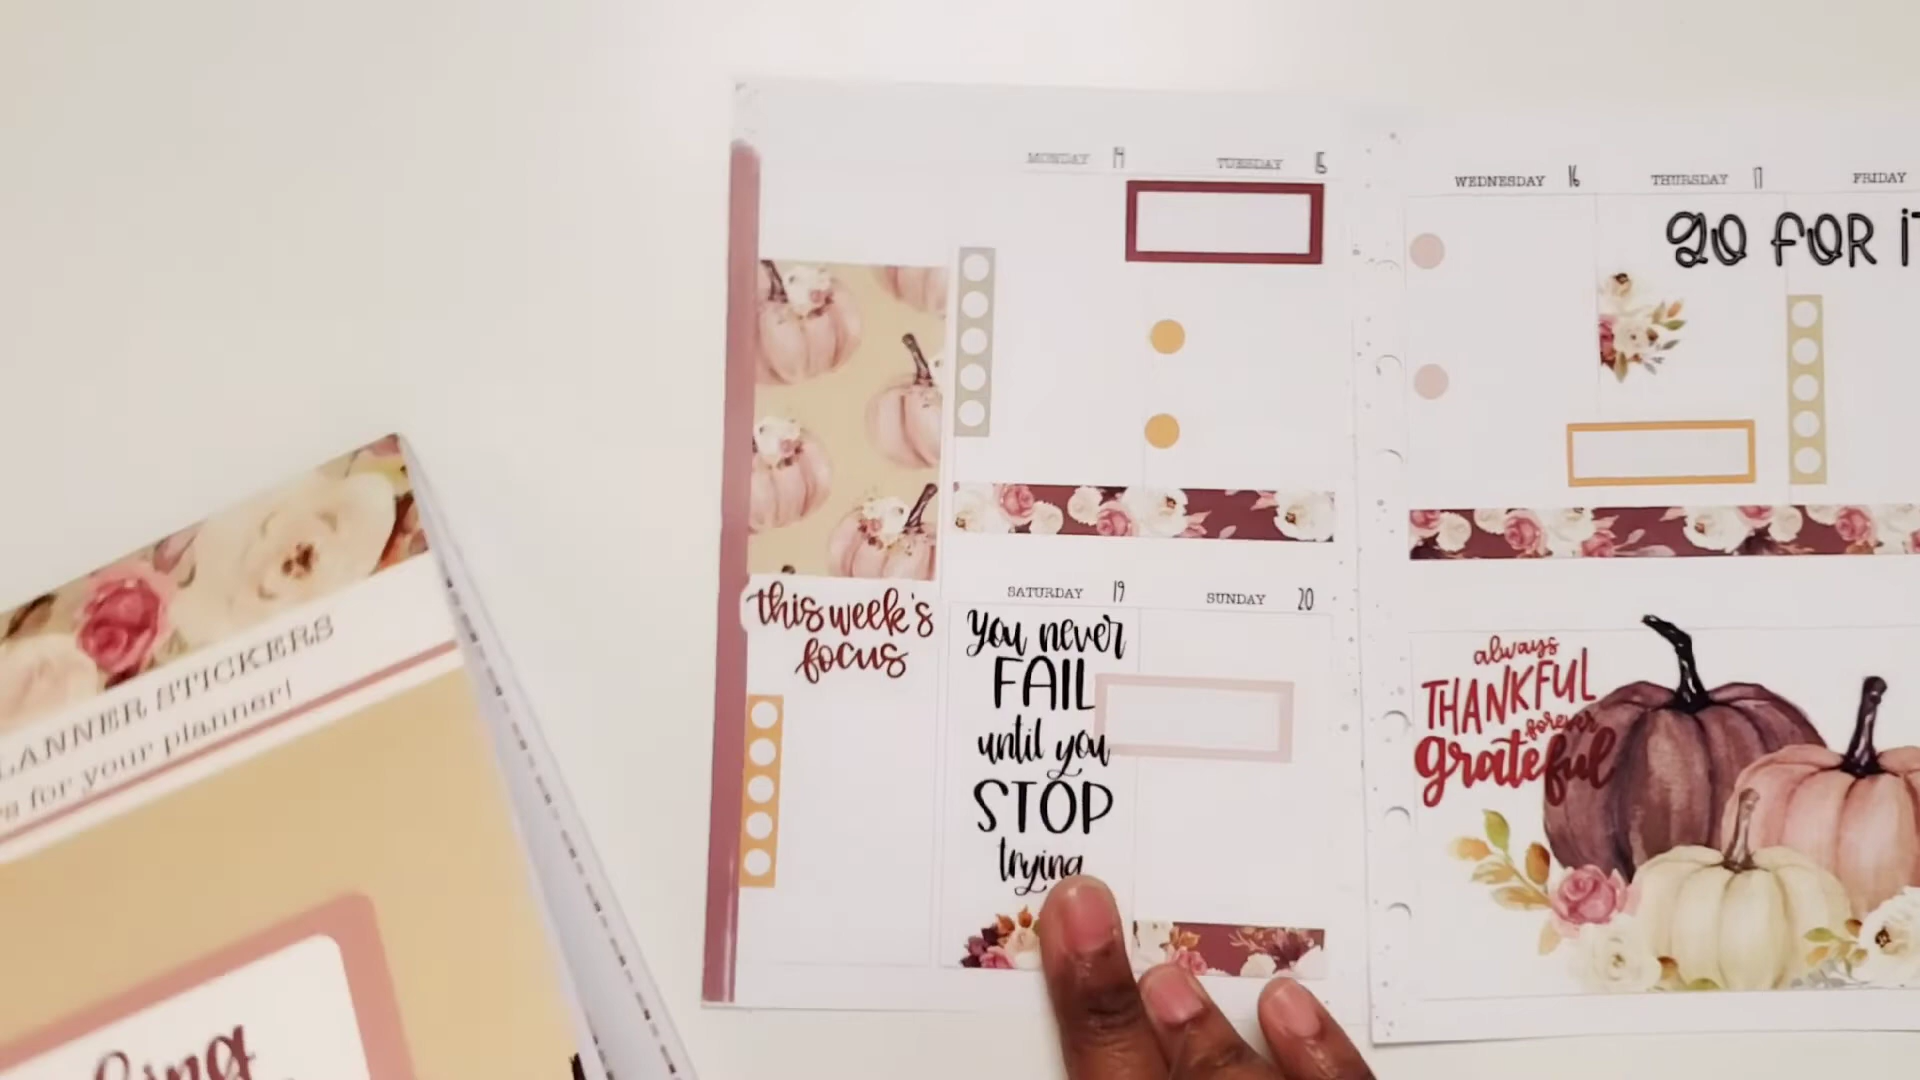 MONDAY 14
TUESDAY 15
WEDNESDAY 16
THURSDAY 17
FRIDAY
GO FOR IT
this week's
focus
SATURDAY 19
SUNDAY 20
You never
FAIL
until you
STOP
trying
always
THANKFUL
forever
grateful
PLANNER STICKERS
for your planner!